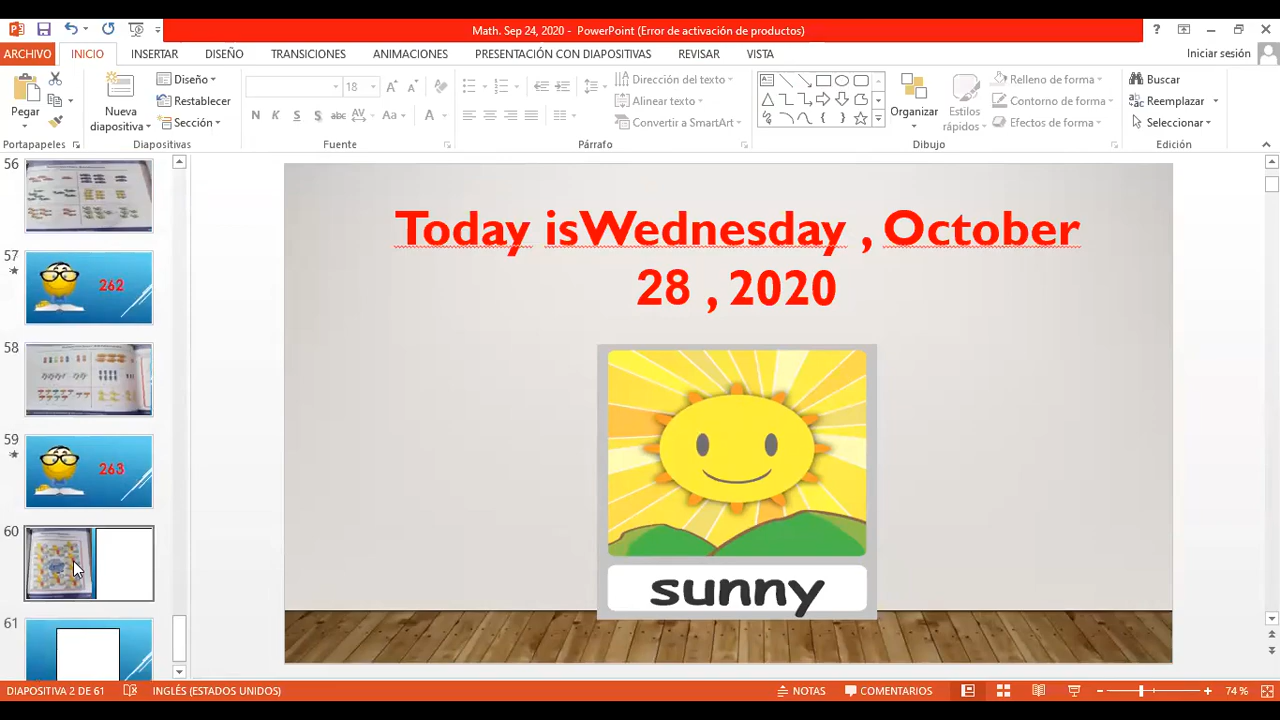 Math. Sep 24, 2020 - PowerPoint (Error de activación de productos)
ARCHIVO INICIO INSERTAR DISEÑO TRANSICIONES ANIMACIONES PRESENTACIÓN CON DIAPOSITIVAS REVISAR VISTA Iniciar sesión
Pegar
Nueva diapositiva
Diseño
Restablecer
Sección
18
N K S S abc AV Aa A
Dirección del texto
Alinear texto
Convertir a SmartArt
Organizar
Estilos rápidos
Relleno de forma
Contorno de forma
Efectos de forma
Buscar
Reemplazar
Seleccionar
Portapapeles Diapositivas Fuente Párrafo Dibujo Edición
56
57
262
58
59
263
60
61
Today isWednesday , October
28 , 2020
sunny
DIAPOSITIVA 2 DE 61 INGLÉS (ESTADOS UNIDOS) NOTAS COMENTARIOS 74 %